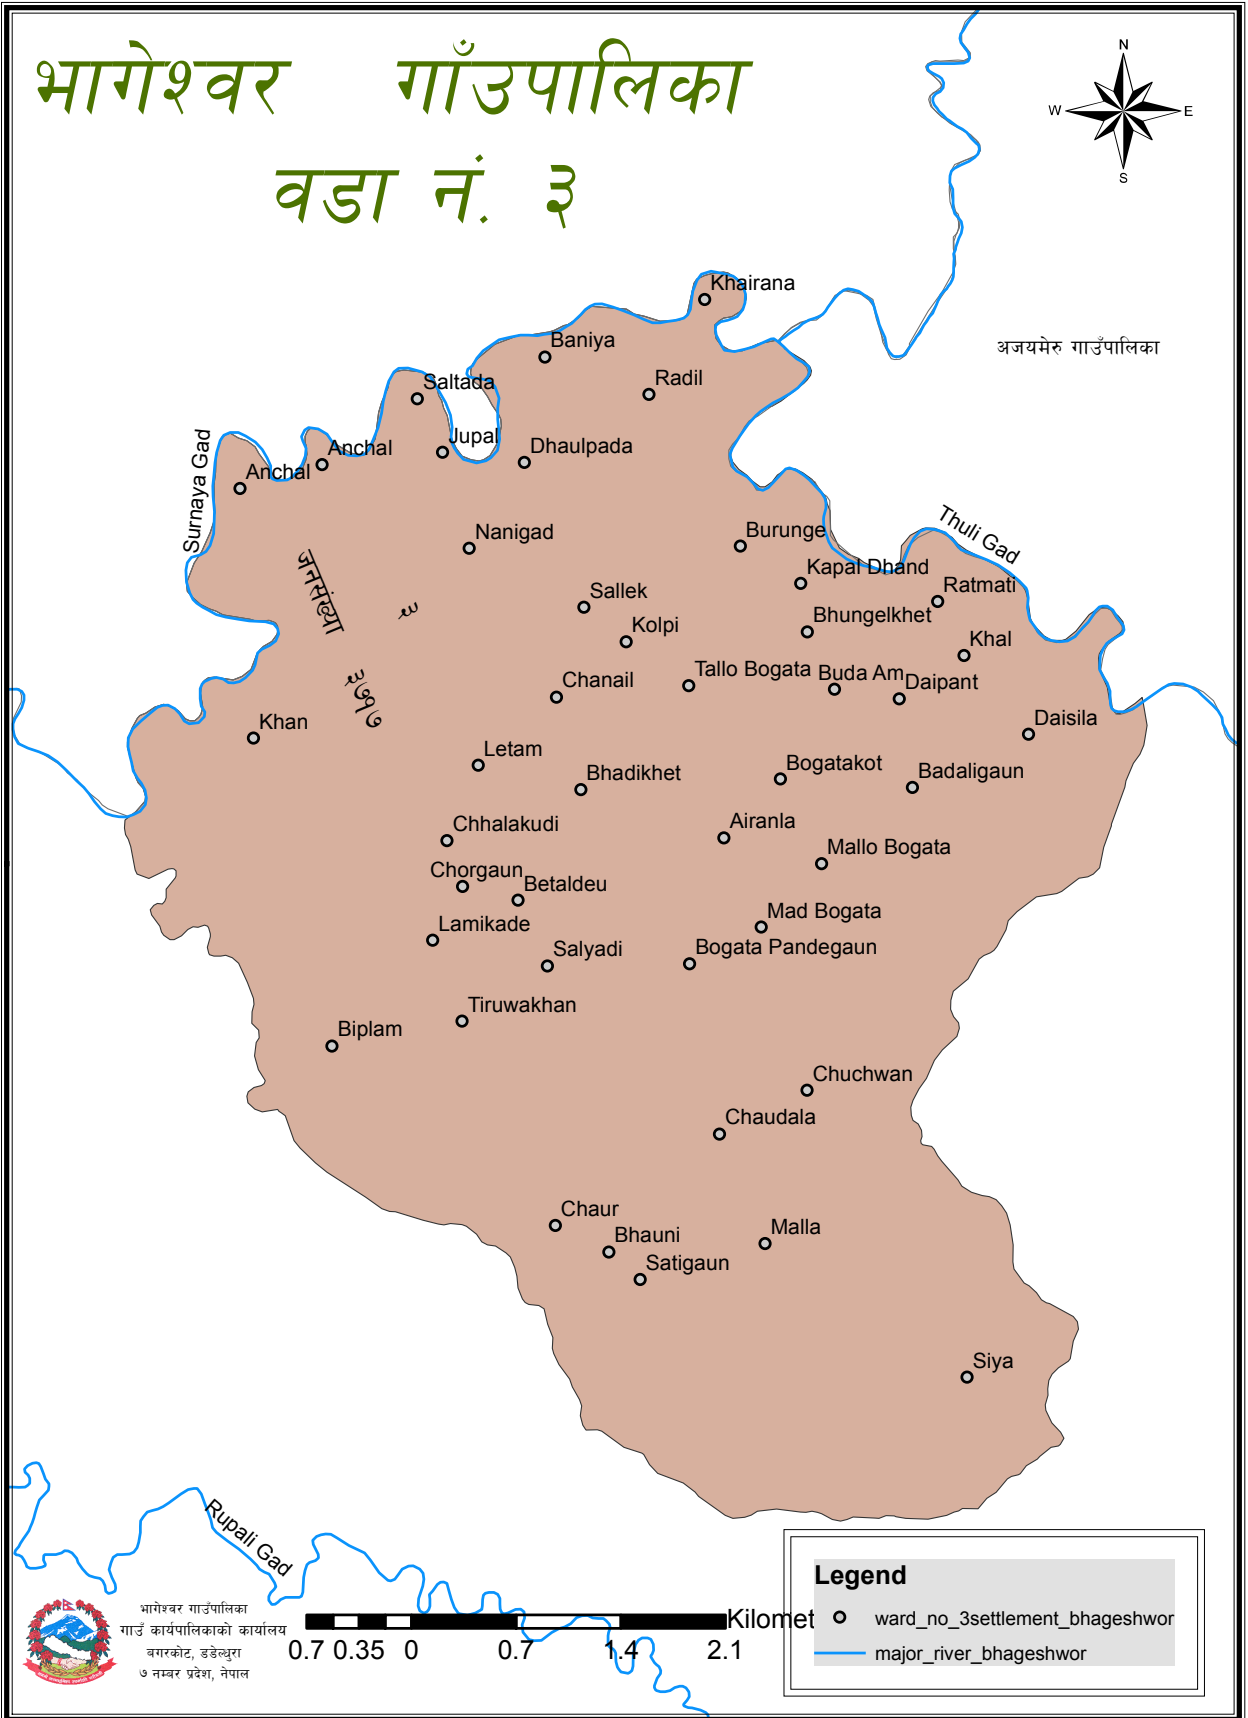 भागेश्वर गाँउपालिका
वडा नं. ३
N
W E
S
अजयमेरु गाउँपालिका
Khairana
Baniya
Radil
Saltada
Jupal
Dhaulpada
Anchal
Anchal
Surnaya Gad
Nanigad
Burunge
Thuli Gad
Kapal Dhand
Ratmati
जनसंख्या
३
Sallek
Kolpi
Bhungelkhet
Khal
Tallo Bogata
Buda Am
Daipant
Chanail
३७१७
Khan
Daisila
Letam
Bhadikhet
Bogatakot
Badaligaun
Chhalakudi
Airanla
Mallo Bogata
Chorgaun
Betaldeu
Lamikade
Mad Bogata
Salyadi
Bogata Pandegaun
Tiruwakhan
Biplam
Chuchwan
Chaudala
Chaur
Bhauni
Malla
Satigaun
Siya
Rupali Gad
भागेश्वर गाउँपालिका
गाउँ कार्यपालिकाको कार्यालय
बगरकोट, डडेल्धुरा
७ नम्बर प्रदेश, नेपाल
Kilomet
0.7 0.35 0 0.7 1.4 2.1
Legend
ward_no_3settlement_bhageshwor
major_river_bhageshwor